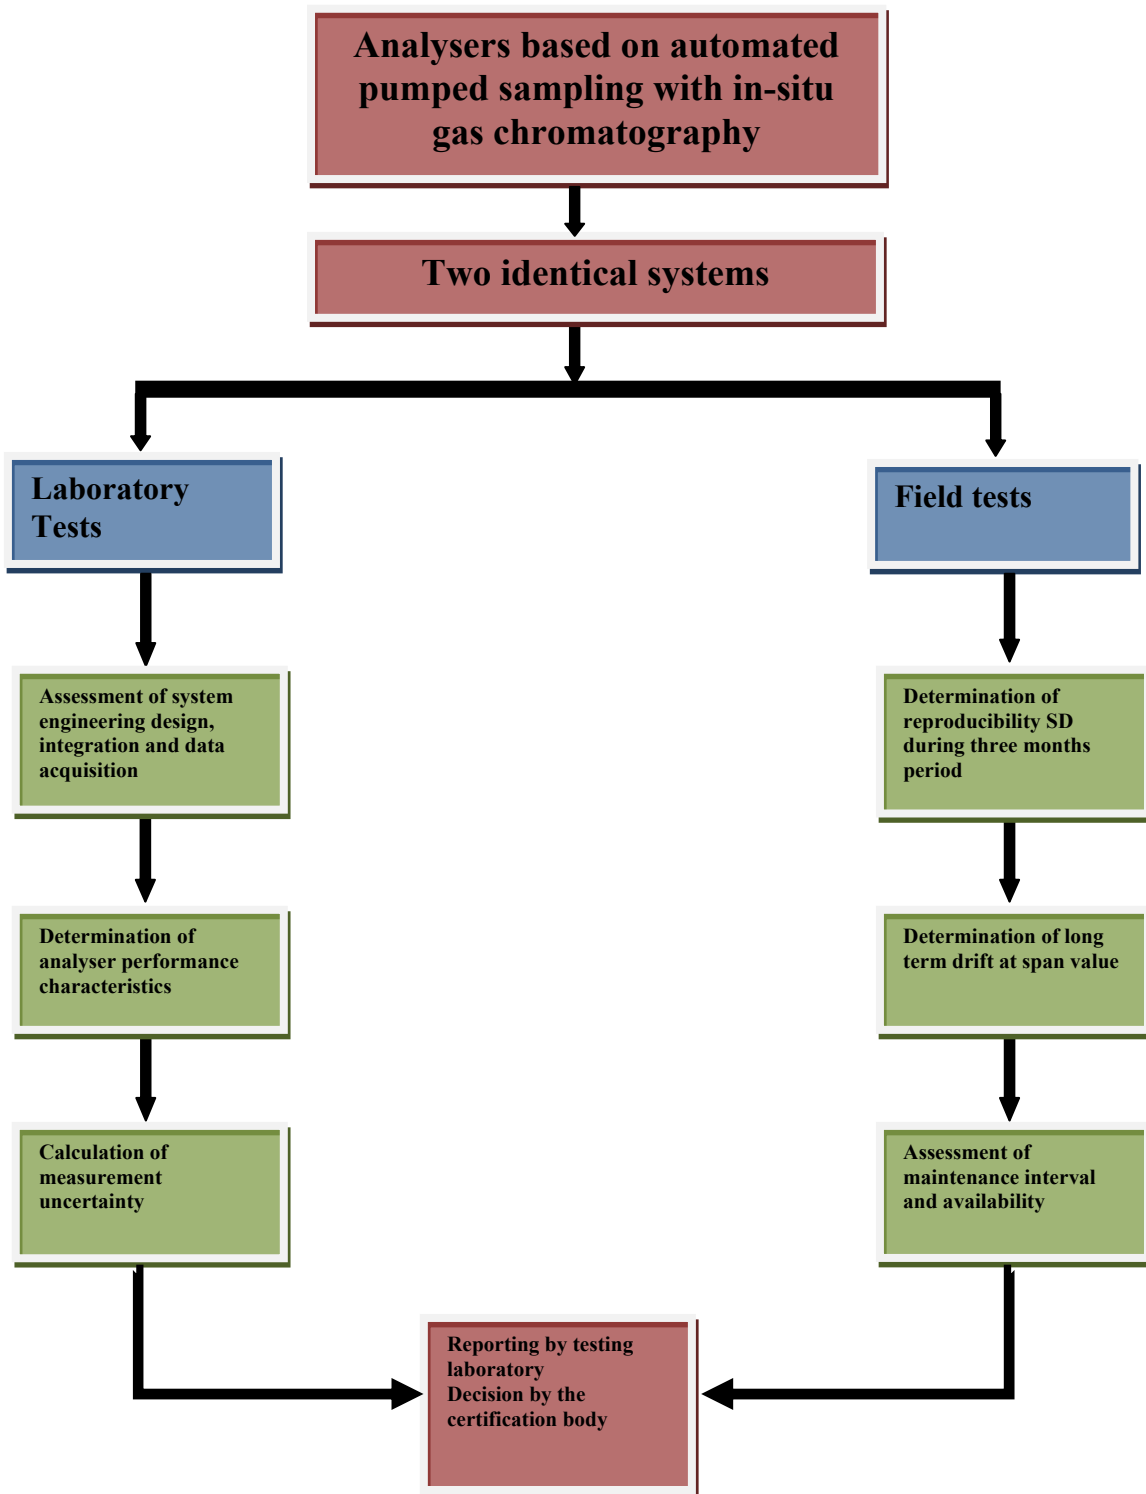 Analysers based on automated
pumped sampling with in-situ
gas chromatography
Two identical systems
Laboratory
Tests
Field tests
Assessment of system
engineering design,
integration and data
acquisition
Determination of
reproducibility SD
during three months
period
Determination of
analyser performance
characteristics
Determination of long
term drift at span value
Calculation of
measurement
uncertainty
Assessment of
maintenance interval
and availability
Reporting by testing
laboratory
Decision by the
certification body